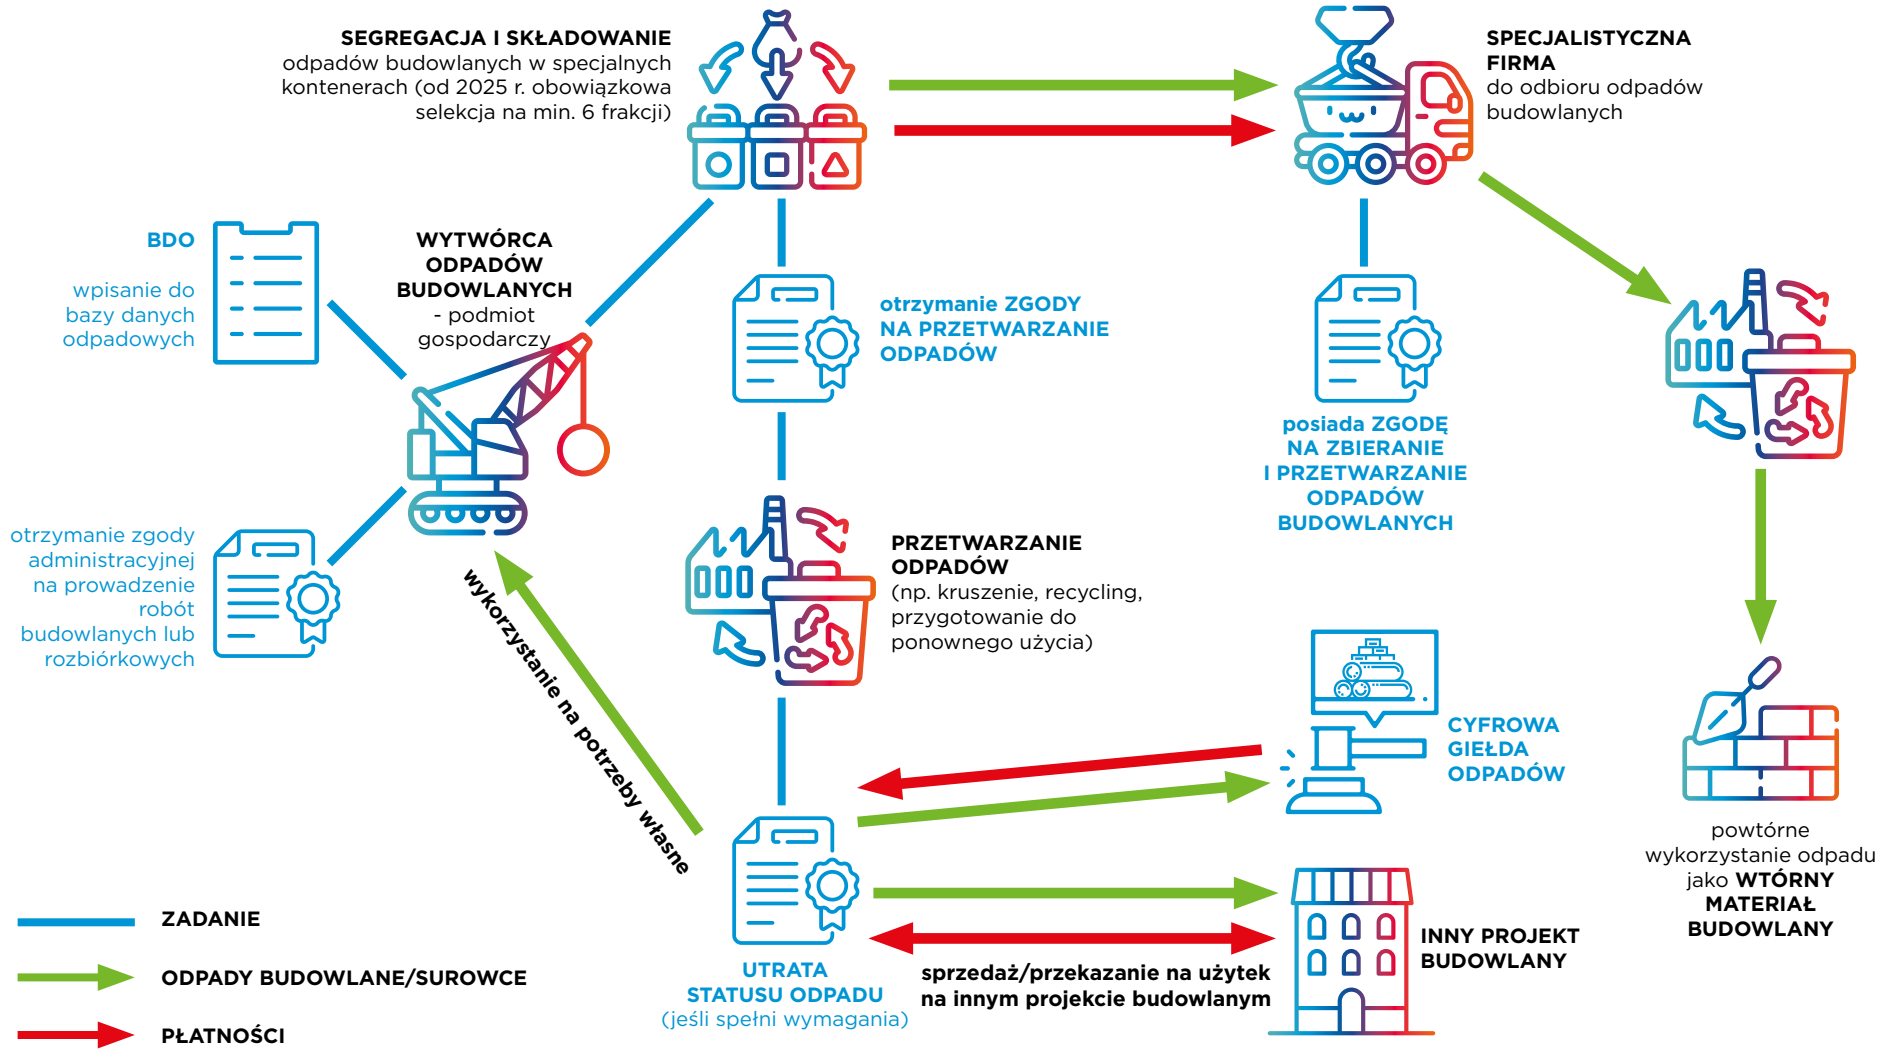 SEGREGACJA I SKŁADOWANIE
odpadów budowlanych w specjalnych
kontenerach (od 2025 r. obowiązkowa
selekcja na min. 6 frakcji)
SPECJALISTYCZNA
FIRMA
do odbioru odpadów
budowlanych
BDO
wpisanie do
bazy danych
odpadowych
WYTWÓRCA
ODPADÓW
BUDOWLANYCH
- podmiot
gospodarczy
otrzymanie ZGODY
NA PRZETWARZANIE
ODPADÓW
posiada ZGODĘ
NA ZBIERANIE
I PRZETWARZANIE
ODPADÓW
BUDOWLANYCH
otrzymanie zgody
administracyjnej
na prowadzenie
robót
budowlanych lub
rozbiórkowych
PRZETWARZANIE
ODPADÓW
(np. kruszenie, recycling,
przygotowanie do
ponownego użycia)
wykorzystanie na potrzeby własne
CYFROWA
GIEŁDA
ODPADÓW
powtórne
wykorzystanie odpadu
jako WTÓRNY
MATERIAŁ
BUDOWLANY
UTRATA
STATUSU ODPADU
(jeśli spełni wymagania)
sprzedaż/przekazanie na użytek
na innym projekcie budowlanym
INNY PROJEKT
BUDOWLANY
ZADANIE
ODPADY BUDOWLANE/SUROWCE
PŁATNOŚCI